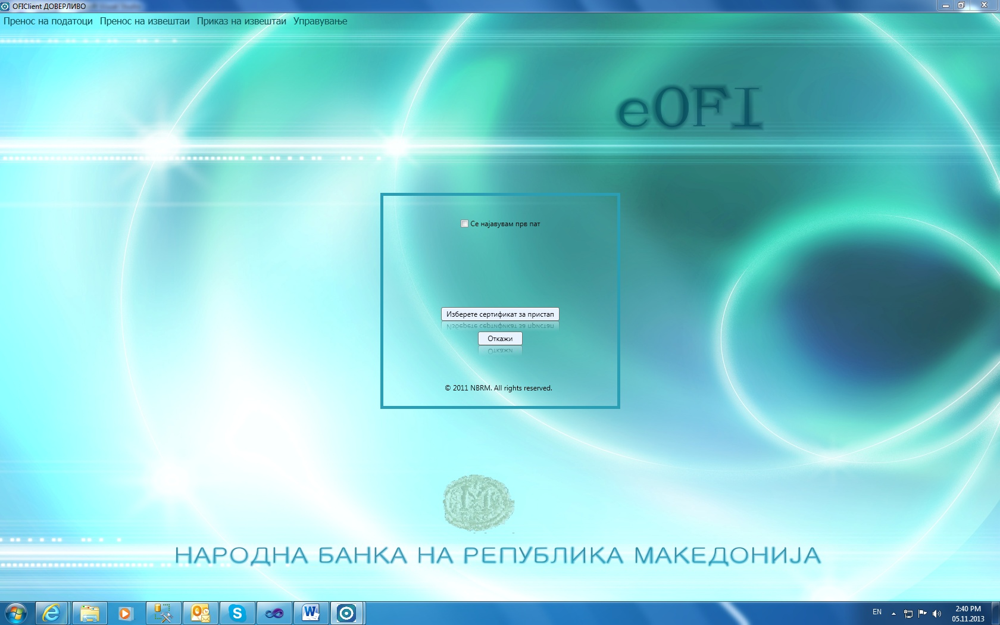 OFIClient ДОВЕРЛИВО
Пренос на податоци Пренос на извештаи Приказ на извештаи Управување
eOFI
Се најавувам прв пат
Изберете сертификат за пристап
Откажи
© 2011 NBRM. All rights reserved.
НАРОДНА БАНКА НА РЕПУБЛИКА МАКЕДОНИЈА
EN
2:40 PM
05.11.2013